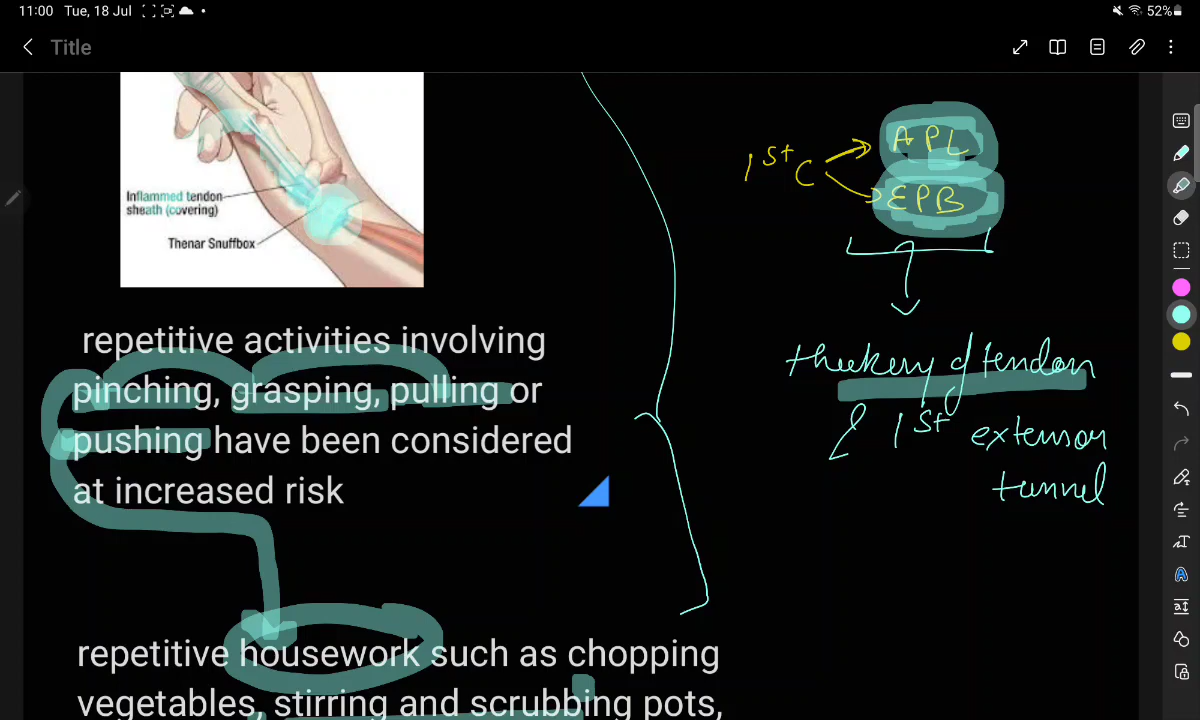 11:00 Tue, 18 Jul
52%
Title
Inflammed tendon
sheath (covering)
Thenar Snuffbox
1st C
APL
EPB
thickening of tendon
& 1st extensor
tunnel
repetitive activities involving
pinching, grasping, pulling or
pushing have been considered
at increased risk
repetitive housework such as chopping
vegetables, stirring and scrubbing pots,